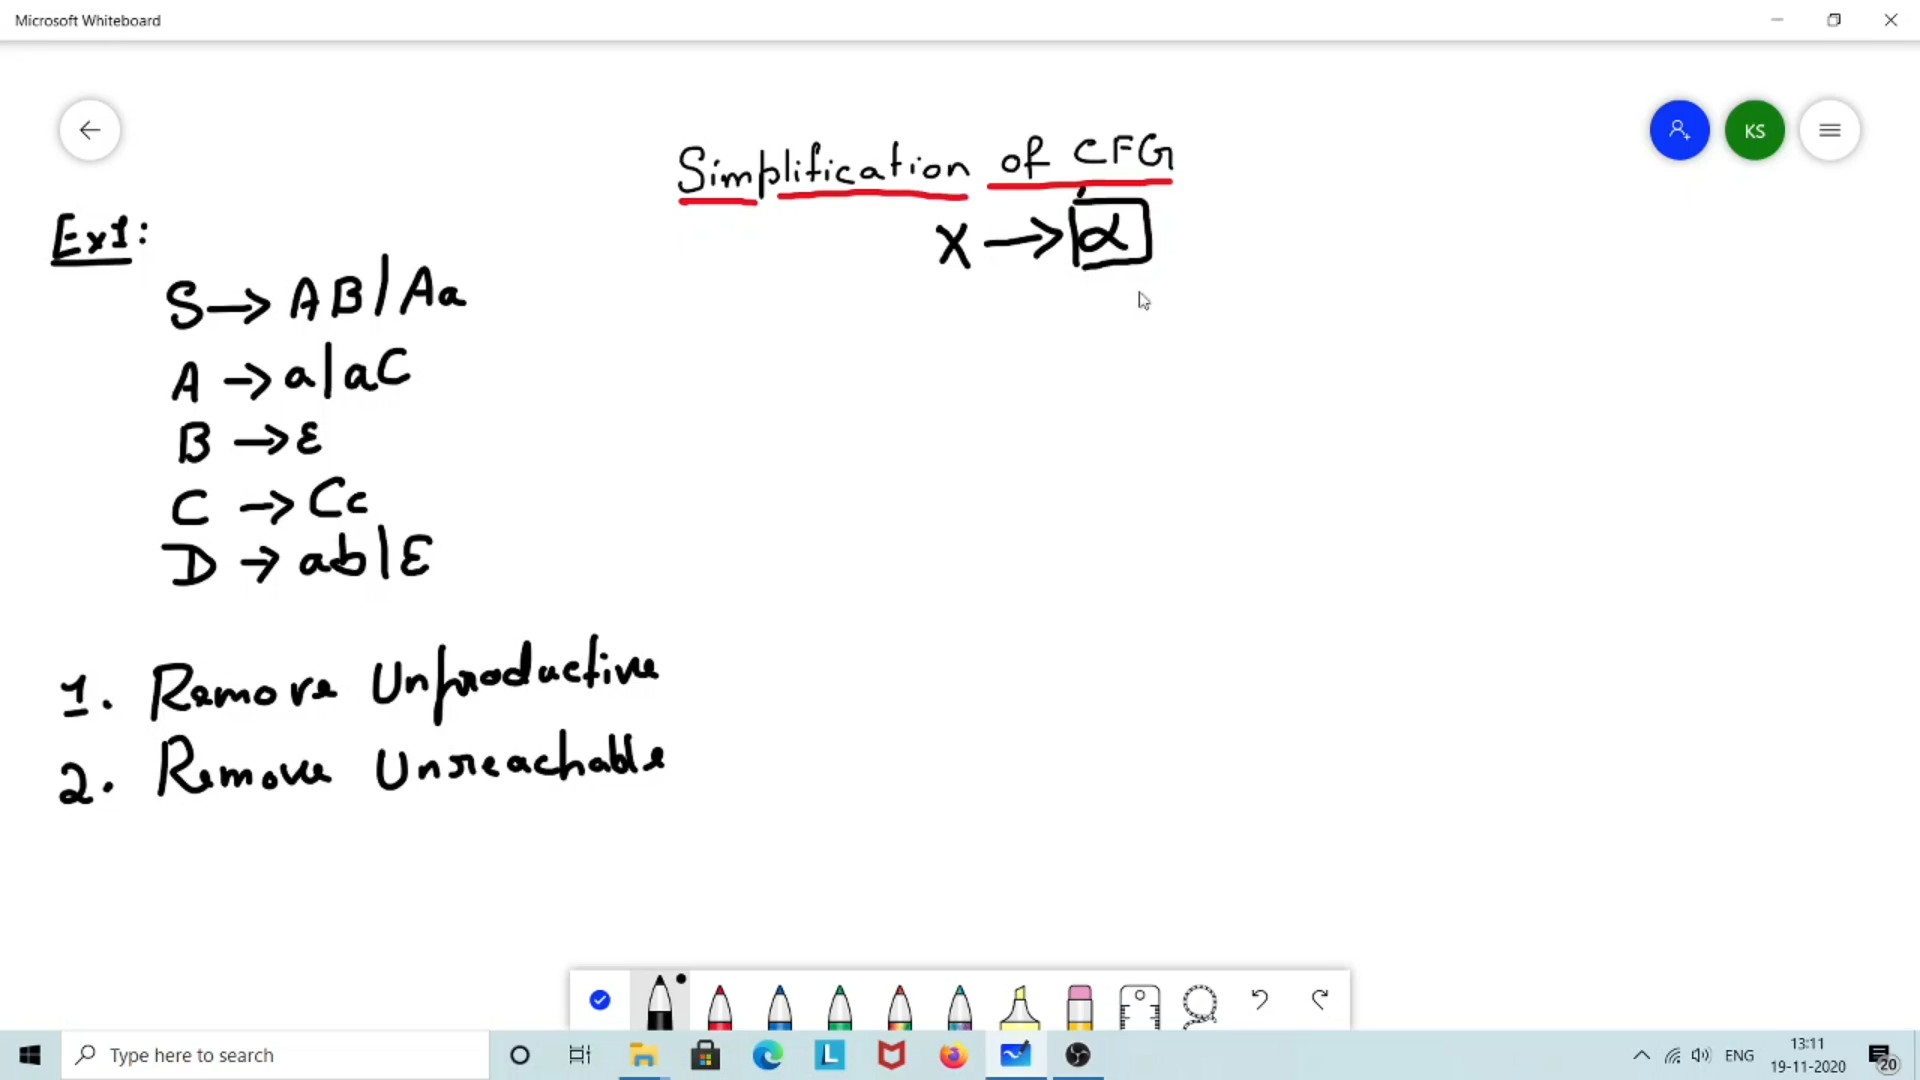 Microsoft Whiteboard
KS
Simplification of CFG
X → α
Ex1:
S → AB | Aa
A → a | aC
B → ε
C → Cc
D → ab | ε
1. Remove Unproductive
2. Remove Unreachable
Type here to search
L
ENG
13:11
19-11-2020
20